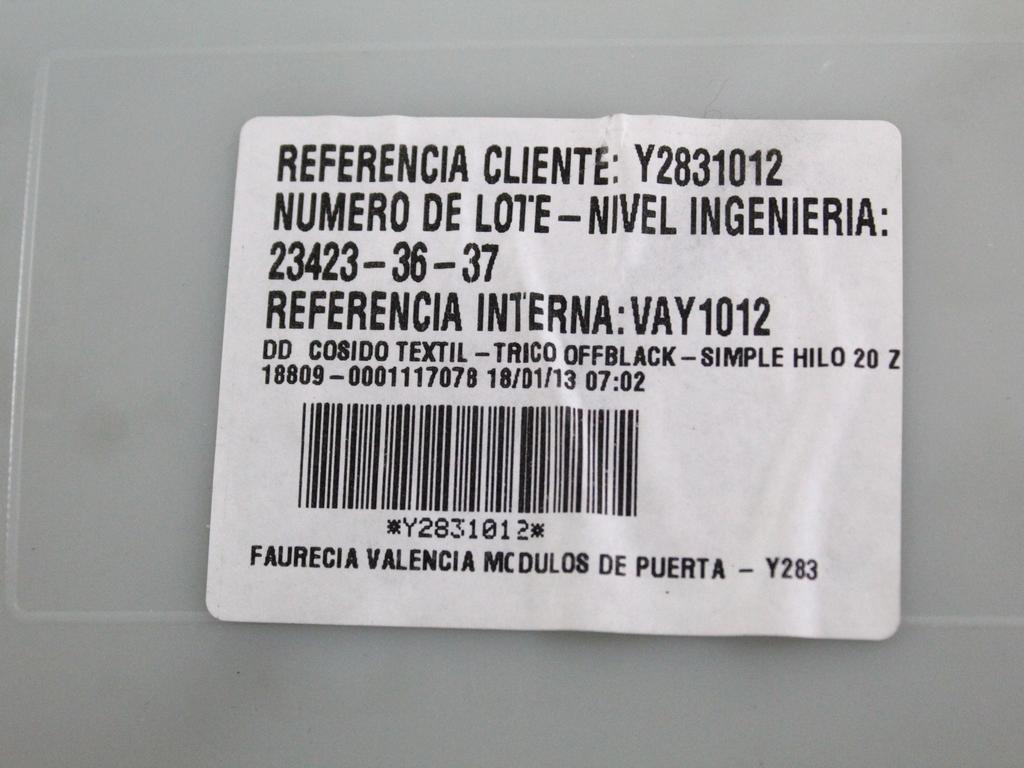 REFERENCIA CLIENTE: Y2831012
NUMERO DE LOTE-NIVEL INGENIERIA:
23423-36-37
REFERENCIA INTERNA:VAY1012
DD COSIDO TEXTIL-TRICO OFFBLACK-SIMPLE HILO 20 Z
18809-0001117078 18/01/13 07:02
*Y2831012*
FAURECIA VALENCIA MODULOS DE PUERTA - Y283